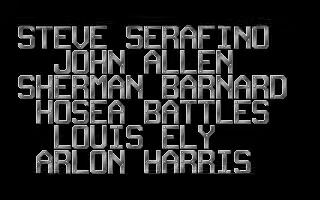 STEVE SERAFINO
JOHN ALLEN
SHERMAN BARNARD
HOSEA BATTLES
LOUIS ELY
ARLON HARRIS